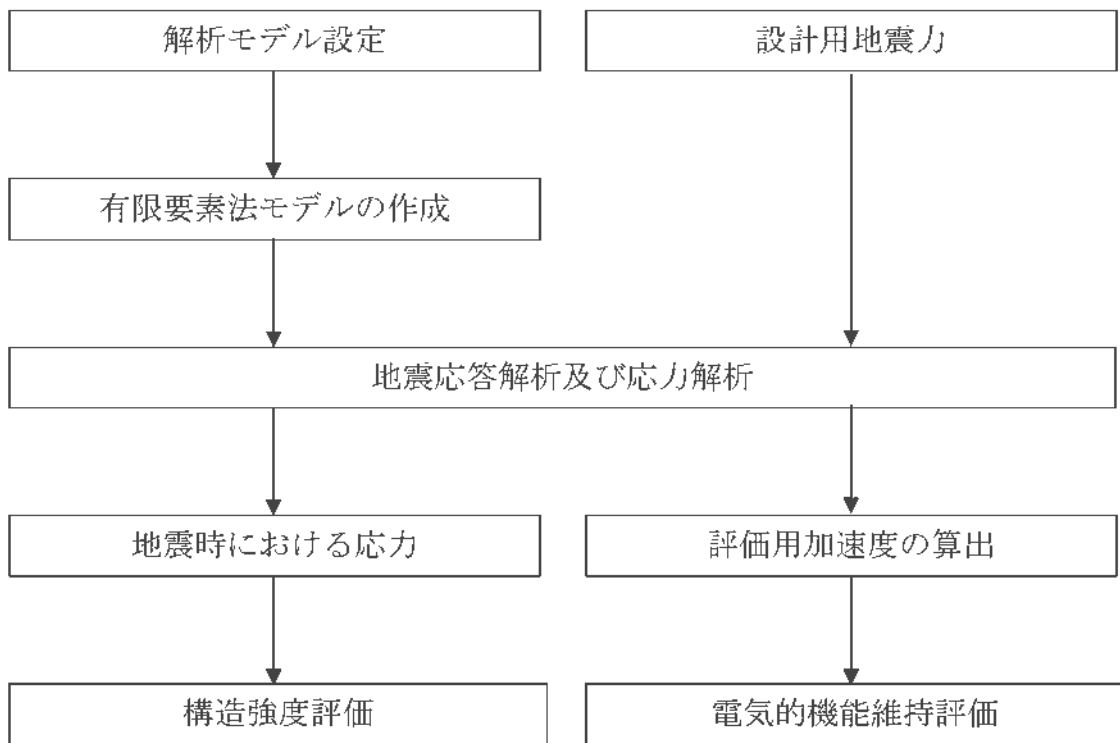 解析モデル設定
設計用地震力
有限要素法モデルの作成
地震応答解析及び応力解析
地震時における応力
評価用加速度の算出
構造強度評価
電気的機能維持評価